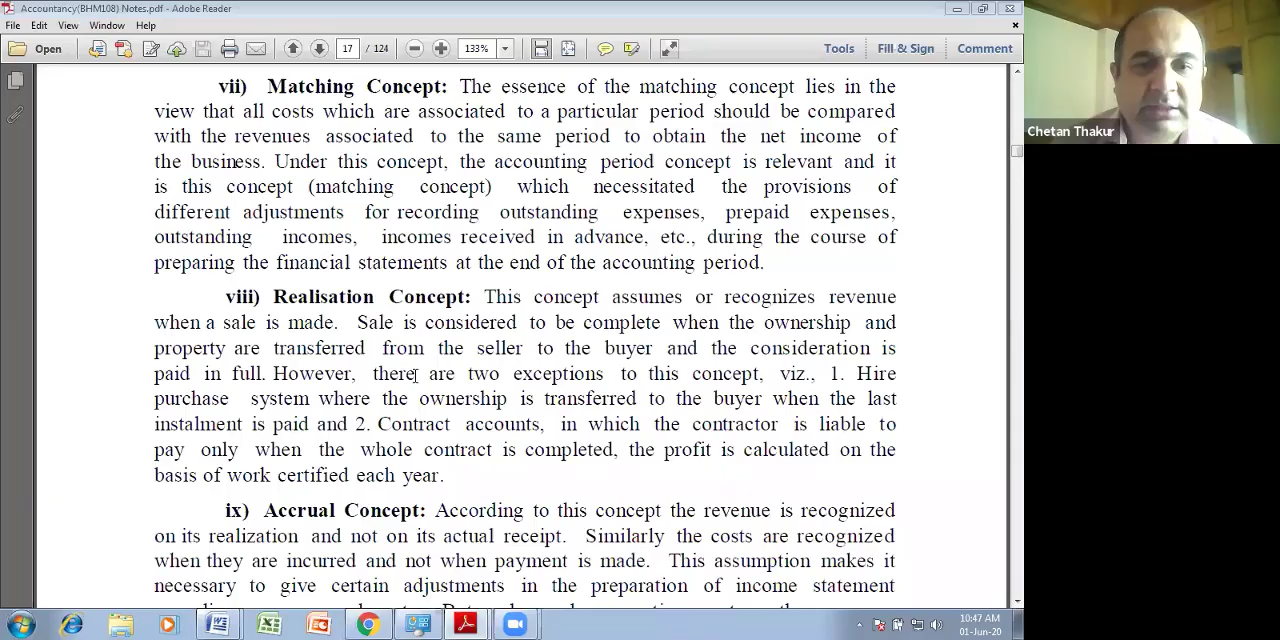 Accountancy(BHM108) Notes.pdf - Adobe Reader
File Edit View Window Help
Open 17 / 124 133% Tools Fill & Sign Comment
Chetan Thakur
vii) Matching Concept: The essence of the matching concept lies in the
view that all costs which are associated to a particular period should be compared
with the revenues associated to the same period to obtain the net income of
the business. Under this concept, the accounting period concept is relevant and it
is this concept (matching concept) which necessitated the provisions of
different adjustments for recording outstanding expenses, prepaid expenses,
outstanding incomes, incomes received in advance, etc., during the course of
preparing the financial statements at the end of the accounting period.
viii) Realisation Concept: This concept assumes or recognizes revenue
when a sale is made. Sale is considered to be complete when the ownership and
property are transferred from the seller to the buyer and the consideration is
paid in full. However, there are two exceptions to this concept, viz., 1. Hire
purchase system where the ownership is transferred to the buyer when the last
instalment is paid and 2. Contract accounts, in which the contractor is liable to
pay only when the whole contract is completed, the profit is calculated on the
basis of work certified each year.
ix) Accrual Concept: According to this concept the revenue is recognized
on its realization and not on its actual receipt. Similarly the costs are recognized
when they are incurred and not when payment is made. This assumption makes it
necessary to give certain adjustments in the preparation of income statement
10:47 AM
01-Jun-20